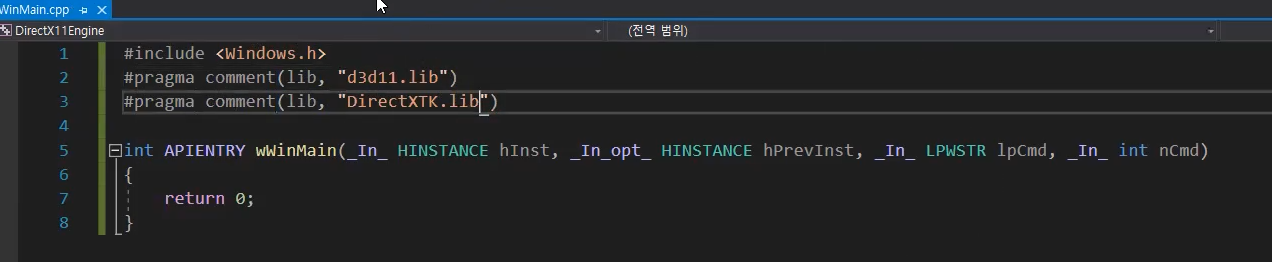 WinMain.cpp
DirectX11Engine
(전역 범위)
1 #include <Windows.h>
2 #pragma comment(lib, "d3d11.lib")
3 #pragma comment(lib, "DirectXTK.lib")
4
5 int APIENTRY wWinMain(_In_ HINSTANCE hInst, _In_opt_ HINSTANCE hPrevInst, _In_ LPWSTR lpCmd, _In_ int nCmd)
6 {
7 return 0;
8 }